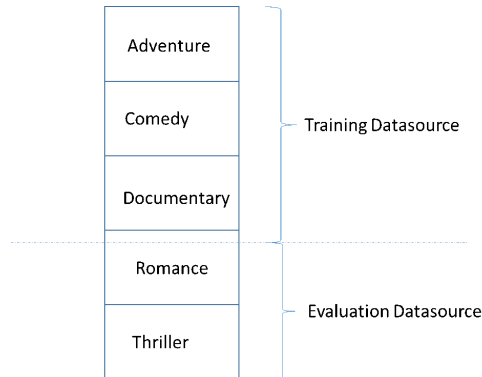 Adventure
Comedy
Training Datasource
Documentary
Romance
Evaluation Datasource
Thriller